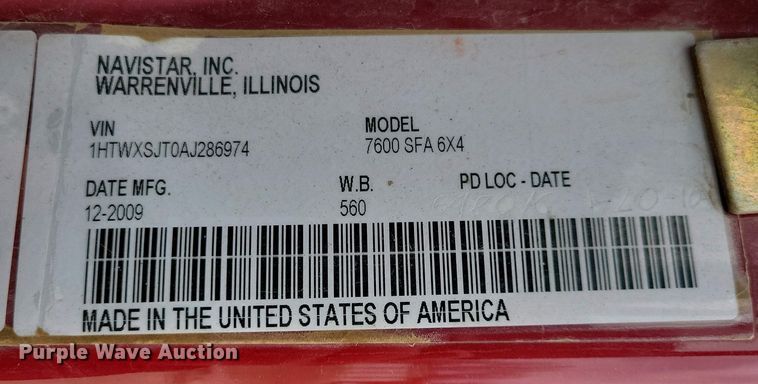 NAVISTAR, INC.
WARRENVILLE, ILLINOIS
VIN
1HTWXSJT0AJ286974
MODEL
7600 SFA 6X4
DATE MFG.
12-2009
W.B.
560
PD LOC - DATE
MADE IN THE UNITED STATES OF AMERICA
Purple Wave Auction